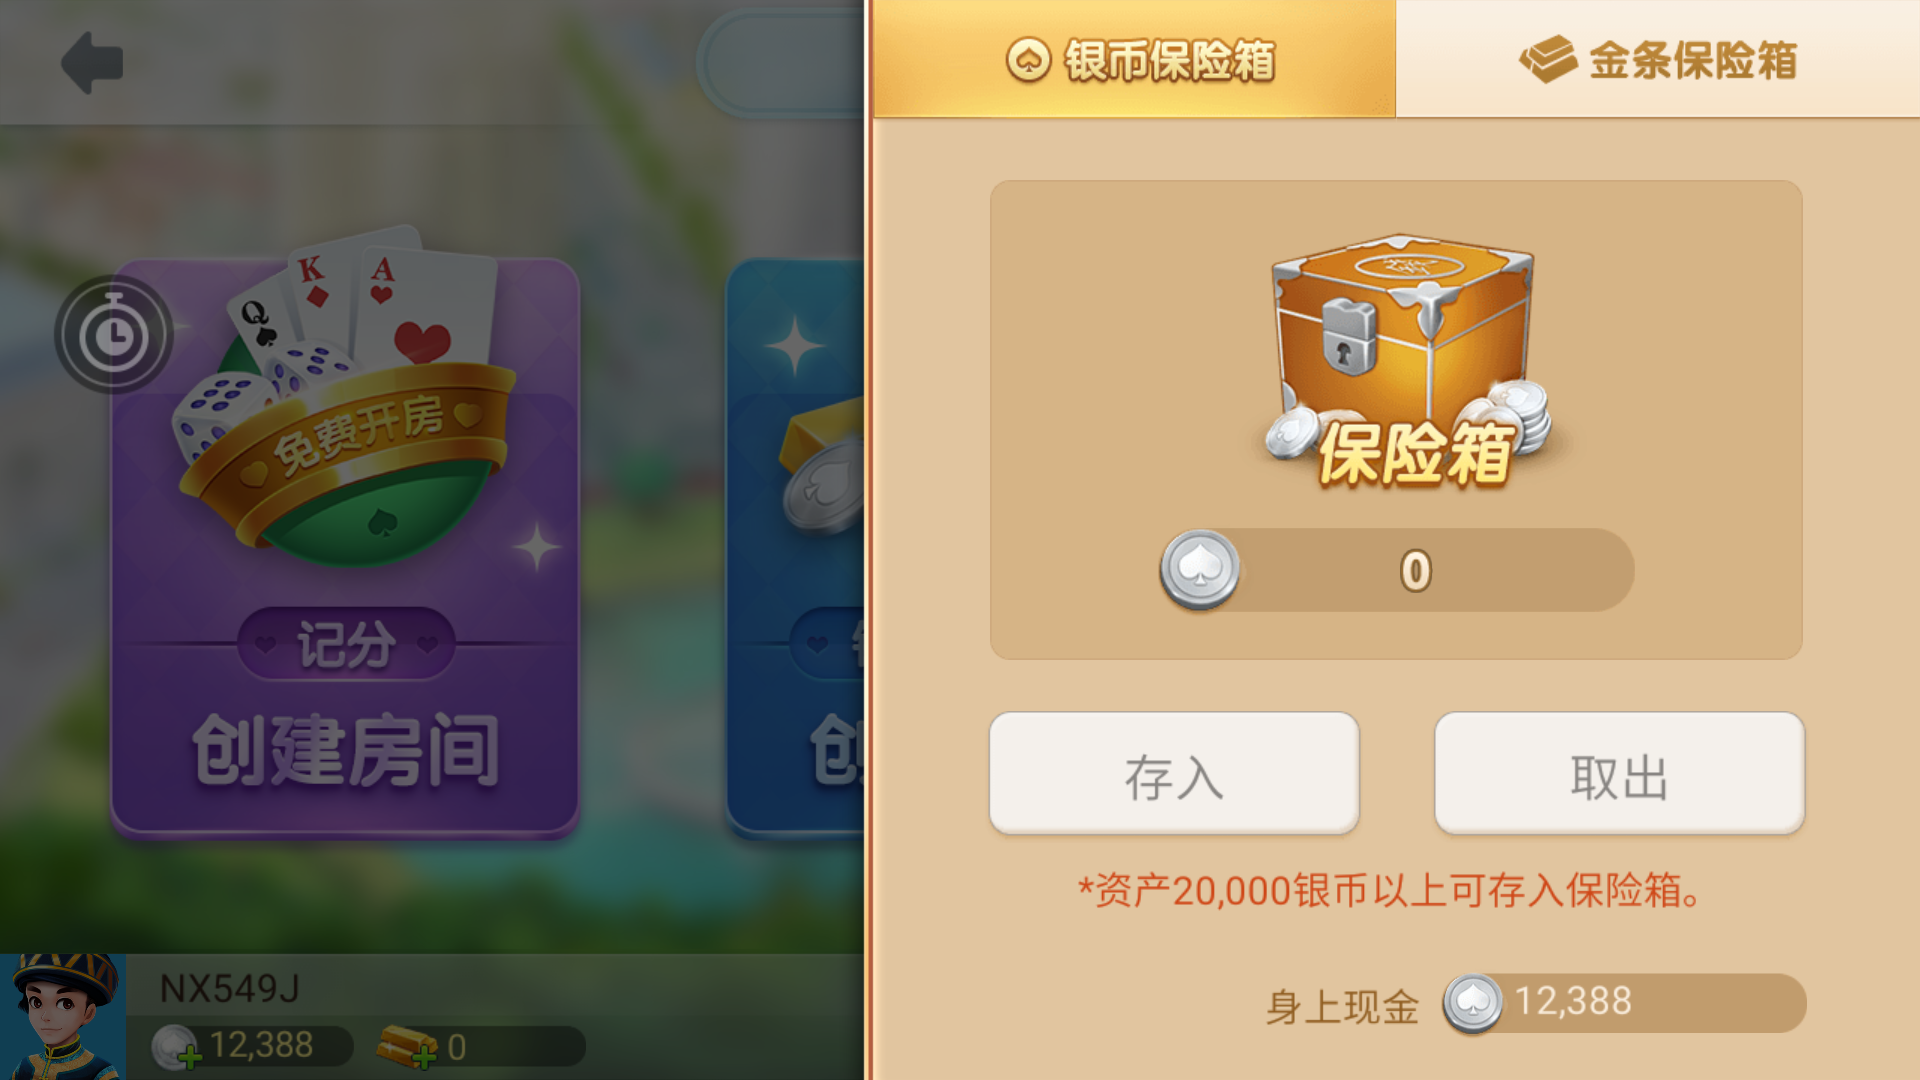 银币保险箱
金条保险箱
Q
K
A
免费开房
记分
创建房间
保险箱
0
存入
取出
*资产20,000银币以上可存入保险箱。
身上现金 12,388
NX549J
12,388
0